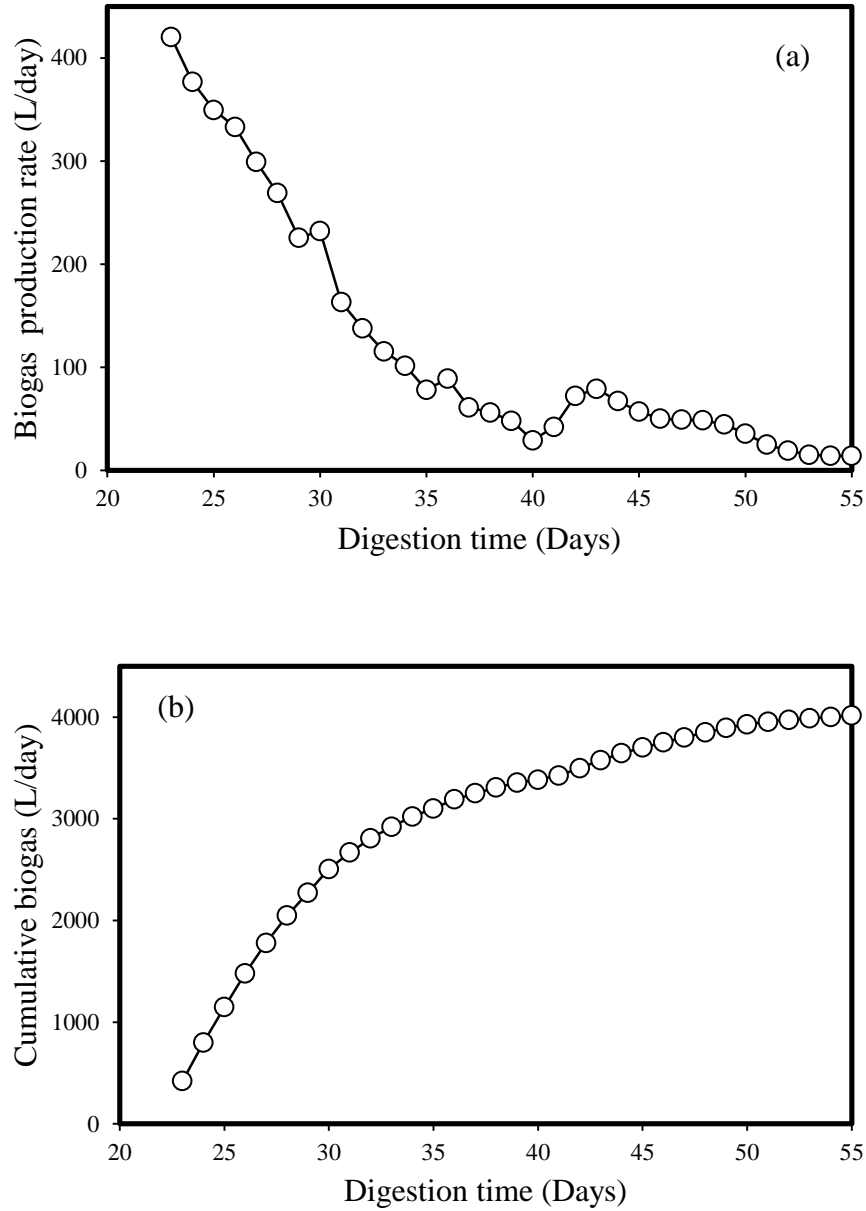 (a)
Biogas production rate (L/day)
400
300
200
100
0
20 25 30 35 40 45 50 55
Digestion time (Days)
(b)
Cumulative biogas (L/day)
4000
3000
2000
1000
0
20 25 30 35 40 45 50 55
Digestion time (Days)